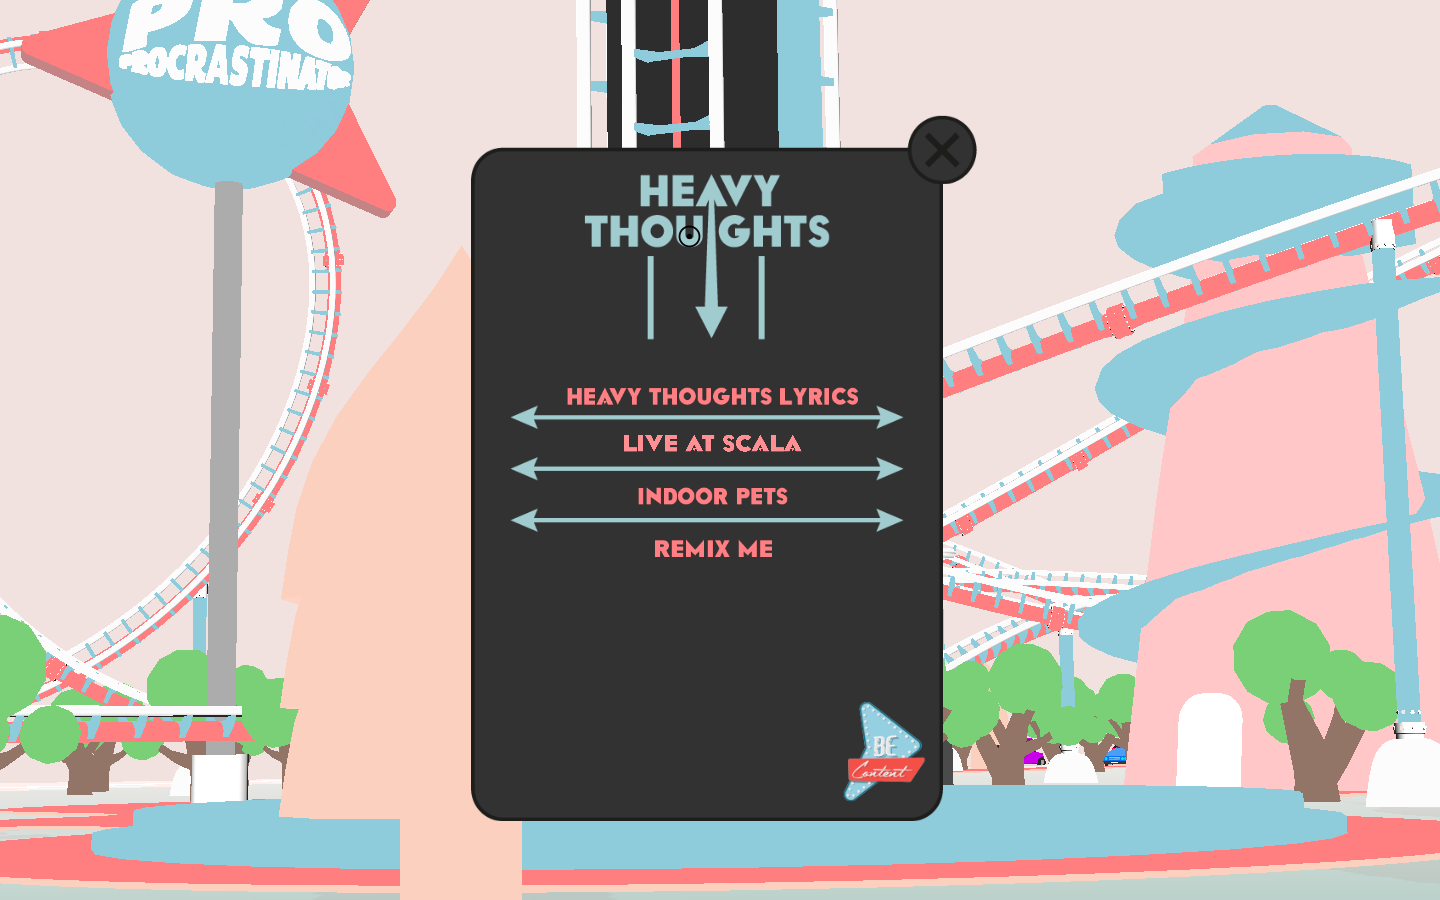 PRO
PROCRASTINATOR
HEAVY
THOUGHTS
HEAVY THOUGHTS LYRICS
LIVE AT SCALA
INDOOR PETS
REMIX ME
BE
Content